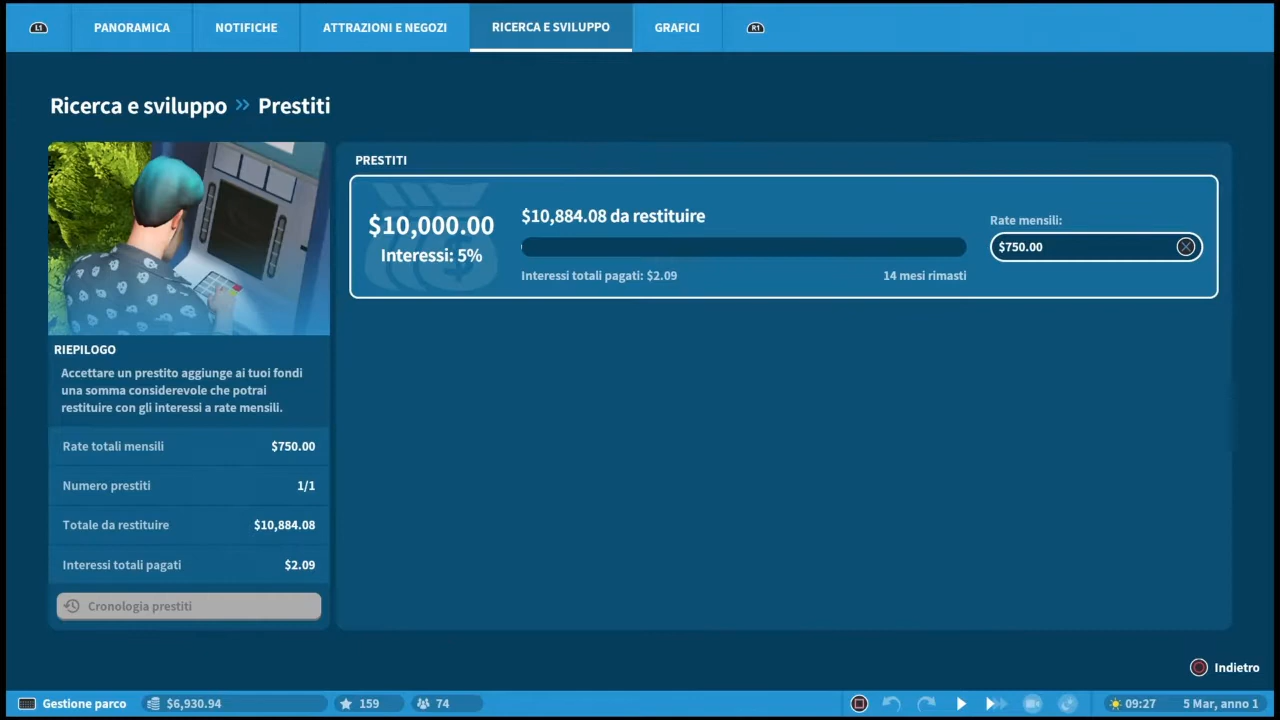 L1
PANORAMICA
NOTIFICHE
ATTRAZIONI E NEGOZI
RICERCA E SVILUPPO
GRAFICI
R1
Ricerca e sviluppo » Prestiti
PRESTITI
$10,000.00
Interessi: 5%
$10,884.08 da restituire
Interessi totali pagati: $2.09
14 mesi rimasti
Rate mensili:
$750.00
RIEPILOGO
Accettare un prestito aggiunge ai tuoi fondi
una somma considerevole che potrai
restituire con gli interessi a rate mensili.
Rate totali mensili $750.00
Numero prestiti 1/1
Totale da restituire $10,884.08
Interessi totali pagati $2.09
Cronologia prestiti
Indietro
Gestione parco
$6,930.94
159
74
09:27
5 Mar, anno 1